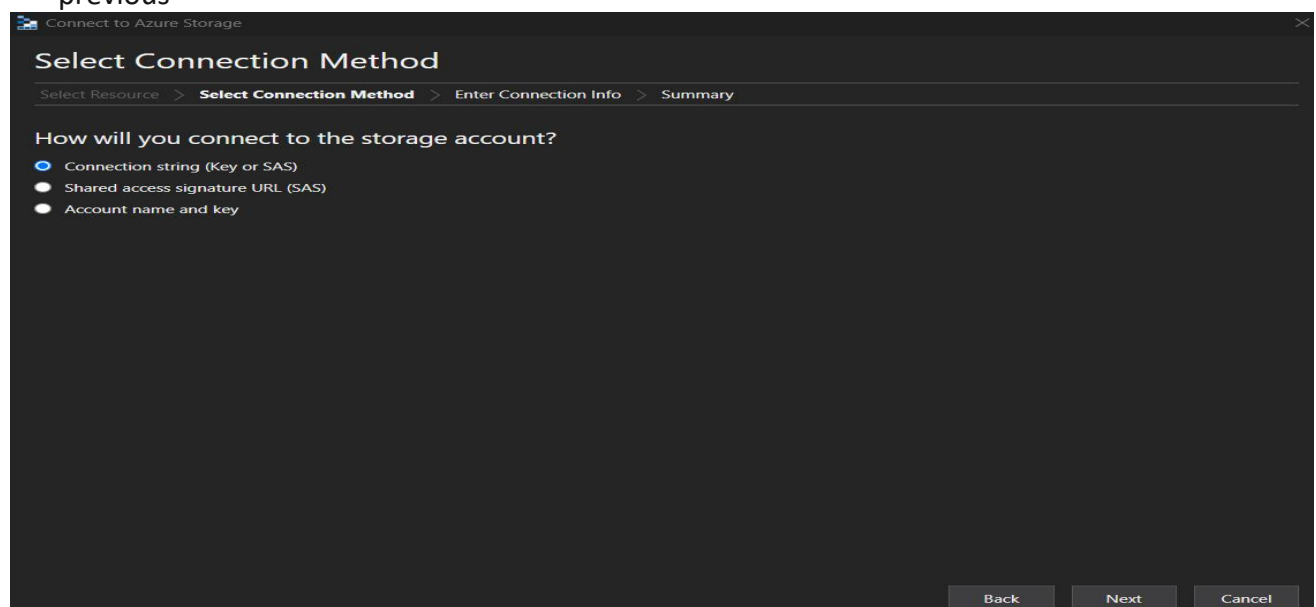 previous
Connect to Azure Storage
Select Connection Method
Select Resource > Select Connection Method > Enter Connection Info > Summary
How will you connect to the storage account?
Connection string (Key or SAS)
Shared access signature URL (SAS)
Account name and key
Back Next Cancel